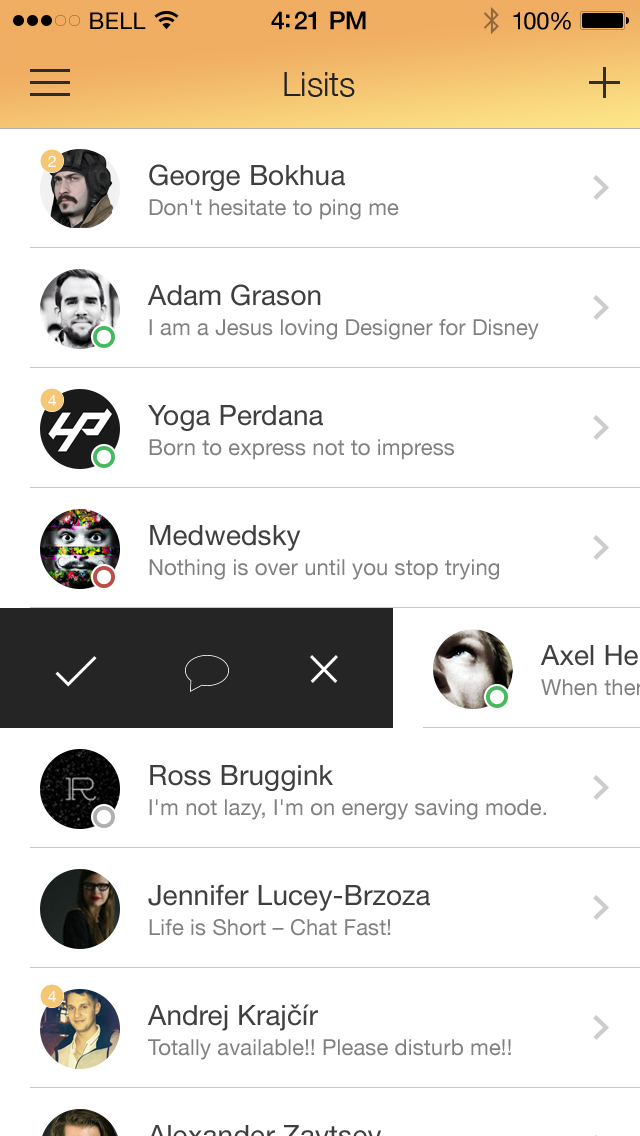 BELL 4:21 PM 100%
Lisits
2
George Bokhua
Don't hesitate to ping me
Adam Grason
I am a Jesus loving Designer for Disney
4
Yoga Perdana
Born to express not to impress
Medwedsky
Nothing is over until you stop trying
Axel He
When ther
R
Ross Bruggink
I'm not lazy, I'm on energy saving mode.
Jennifer Lucey-Brzoza
Life is Short – Chat Fast!
4
Andrej Krajčír
Totally available!! Please disturb me!!
Alexander Zaytsev